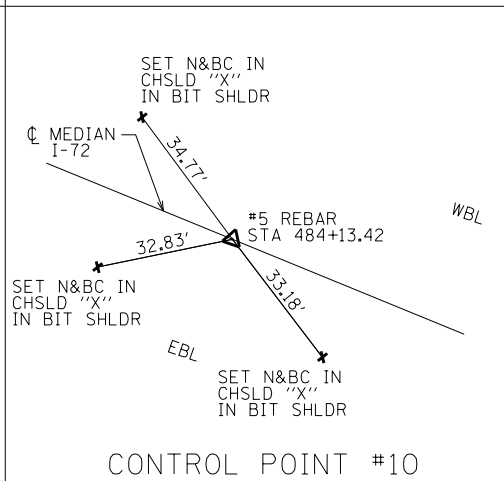 SET N&BC IN
CHSLD "X"
IN BIT SHLDR
℄ MEDIAN
I-72
34.77'
WBL
#5 REBAR
STA 484+13.42
32.83'
33.18'
SET N&BC IN
CHSLD "X"
IN BIT SHLDR
EBL
SET N&BC IN
CHSLD "X"
IN BIT SHLDR
CONTROL POINT #10